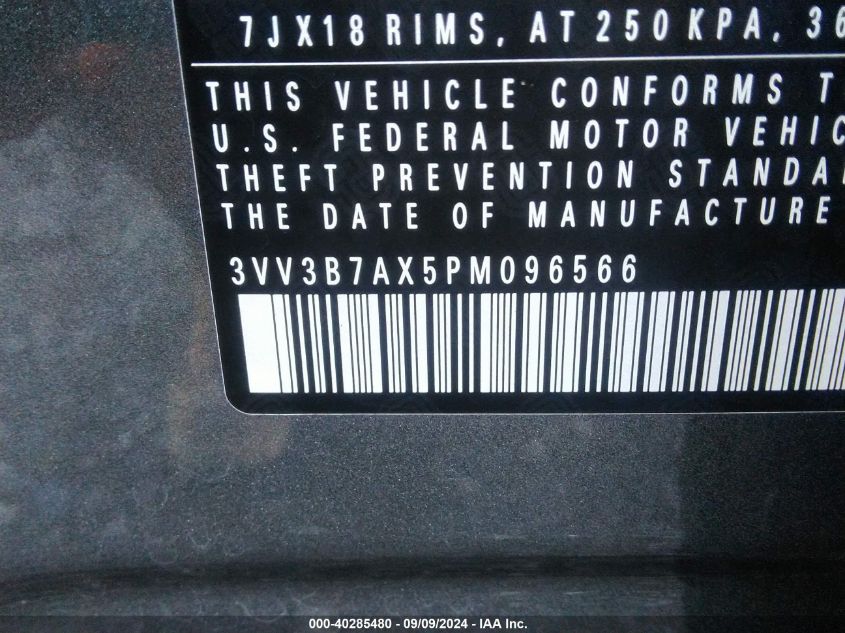 7JX18 RIMS, AT 250 KPA, 36
THIS VEHICLE CONFORMS T
U.S. FEDERAL MOTOR VEHIC
THEFT PREVENTION STANDA
THE DATE OF MANUFACTURE
3VV3B7AX5PM096566
000-40285480 - 09/09/2024 - IAA Inc.